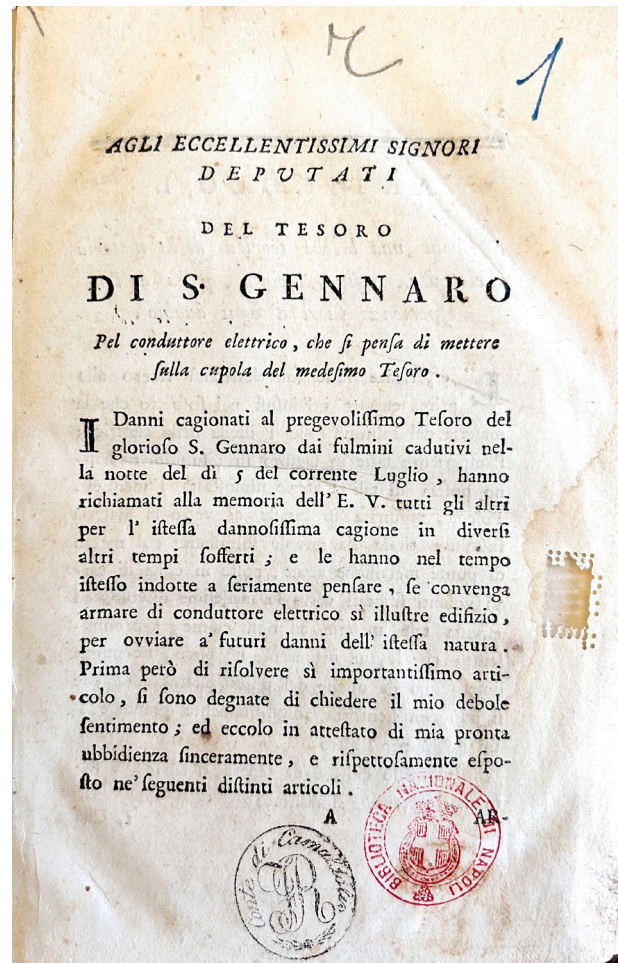 1
AGLI ECCELLENTISSIMI SIGNORI
DEPUTATI
DEL TESORO
DI S. GENNARO
Pel conduttore elettrico, che ſi penſa di mettere
ſulla cupola del medeſimo Teſoro.
I Danni cagionati al pregevoliſſimo Teſoro del
glorioſo S. Gennaro dai fulmini cadutivi nel-
la notte del dì 5 del corrente Luglio, hanno
richiamati alla memoria dell' E. V. tutti gli altri
per l' iſteſſa dannoſiſſima cagione in diverſi
altri tempi ſofferti; e le hanno nel tempo
iſteſſo indotte a ſeriamente penſare, ſe convenga
armare di conduttore elettrico sì illuſtre edifizio,
per ovviare a' futuri danni dell' iſteſſa natura.
Prima però di riſolvere sì importantiſſimo arti-
colo, ſi ſono degnate di chiedere il mio debole
ſentimento; ed eccolo in atteſtato di mia pronta
ubbidienza ſinceramente, e riſpettoſamente eſpo-
ſto ne' ſeguenti diſtinti articoli.
A AR-
Conte di Camaldoli
BIBLIOTECA NAZIONALE DI NAPOLI